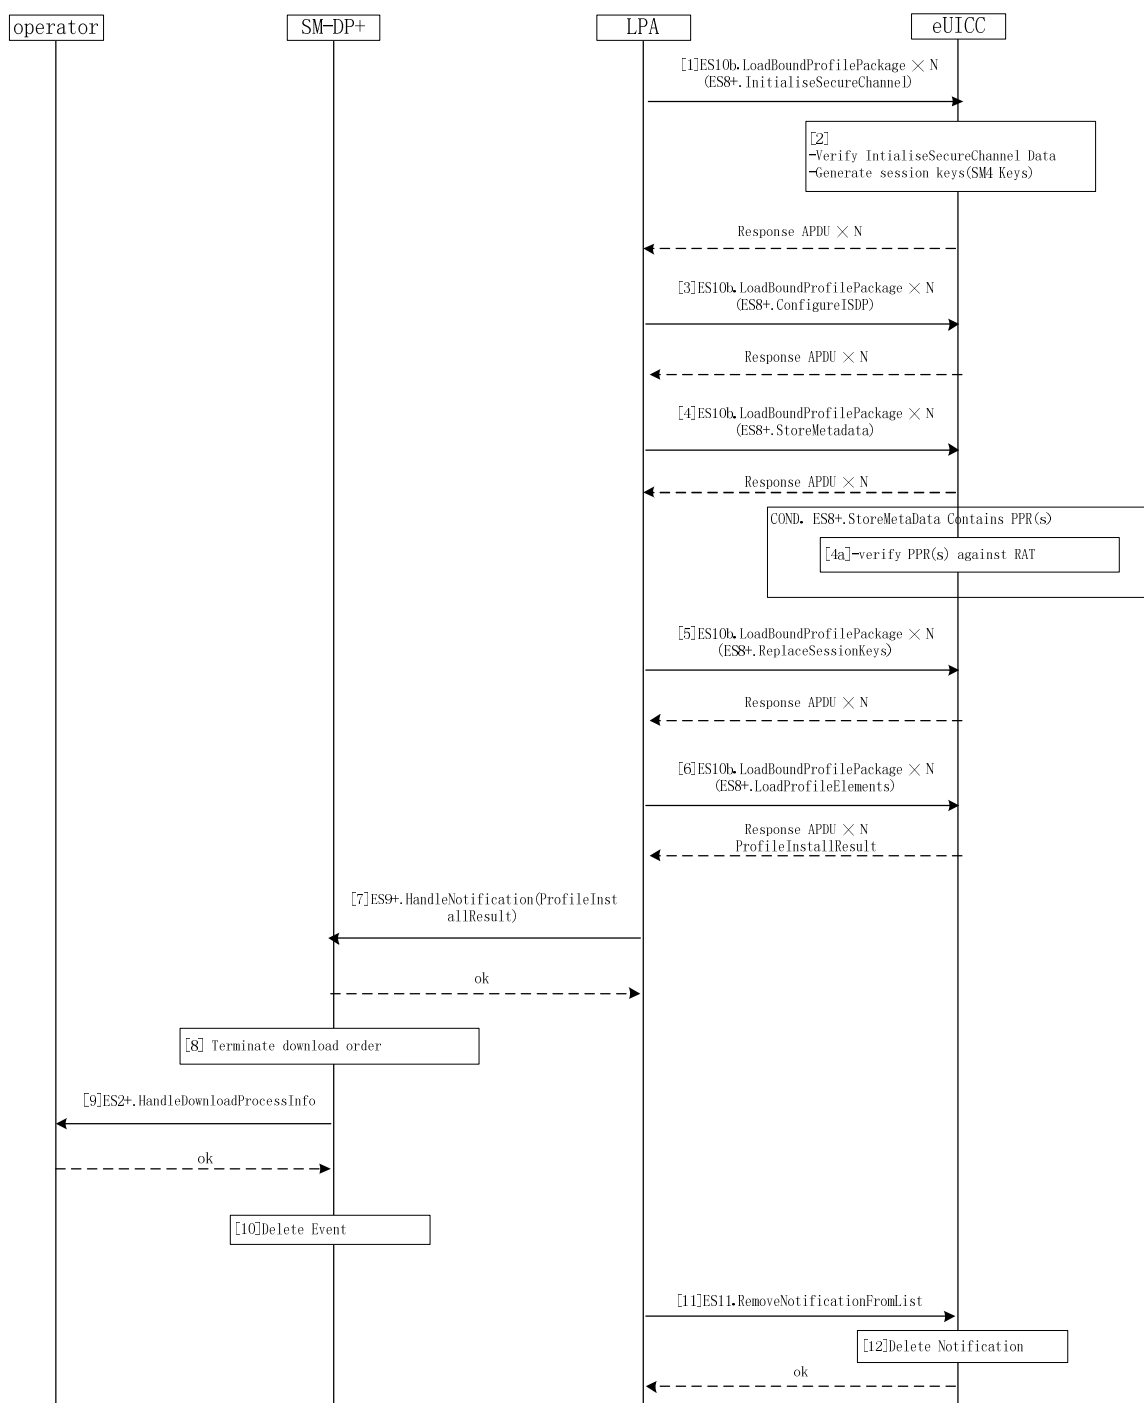 operator
SM-DP+
LPA
eUICC
[1]ES10b.LoadBoundProfilePackage × N
(ES8+.InitialiseSecureChannel)
[2]
-Verify IntialiseSecureChannel Data
-Generate session keys(SM4 Keys)
Response APDU × N
[3]ES10b.LoadBoundProfilePackage × N
(ES8+.ConfigureISDP)
Response APDU × N
[4]ES10b.LoadBoundProfilePackage × N
(ES8+.StoreMetadata)
Response APDU × N
COND. ES8+.StoreMetaData Contains PPR(s)
[4a]-verify PPR(s) against RAT
[5]ES10b.LoadBoundProfilePackage × N
(ES8+.ReplaceSessionKeys)
Response APDU × N
[6]ES10b.LoadBoundProfilePackage × N
(ES8+.LoadProfileElements)
Response APDU × N
ProfileInstallResult
[7]ES9+.HandleNotification(ProfileInst
allResult)
ok
[8] Terminate download order
[9]ES2+.HandleDownloadProcessInfo
ok
[10]Delete Event
[11]ES11.RemoveNotificationFromList
[12]Delete Notification
ok